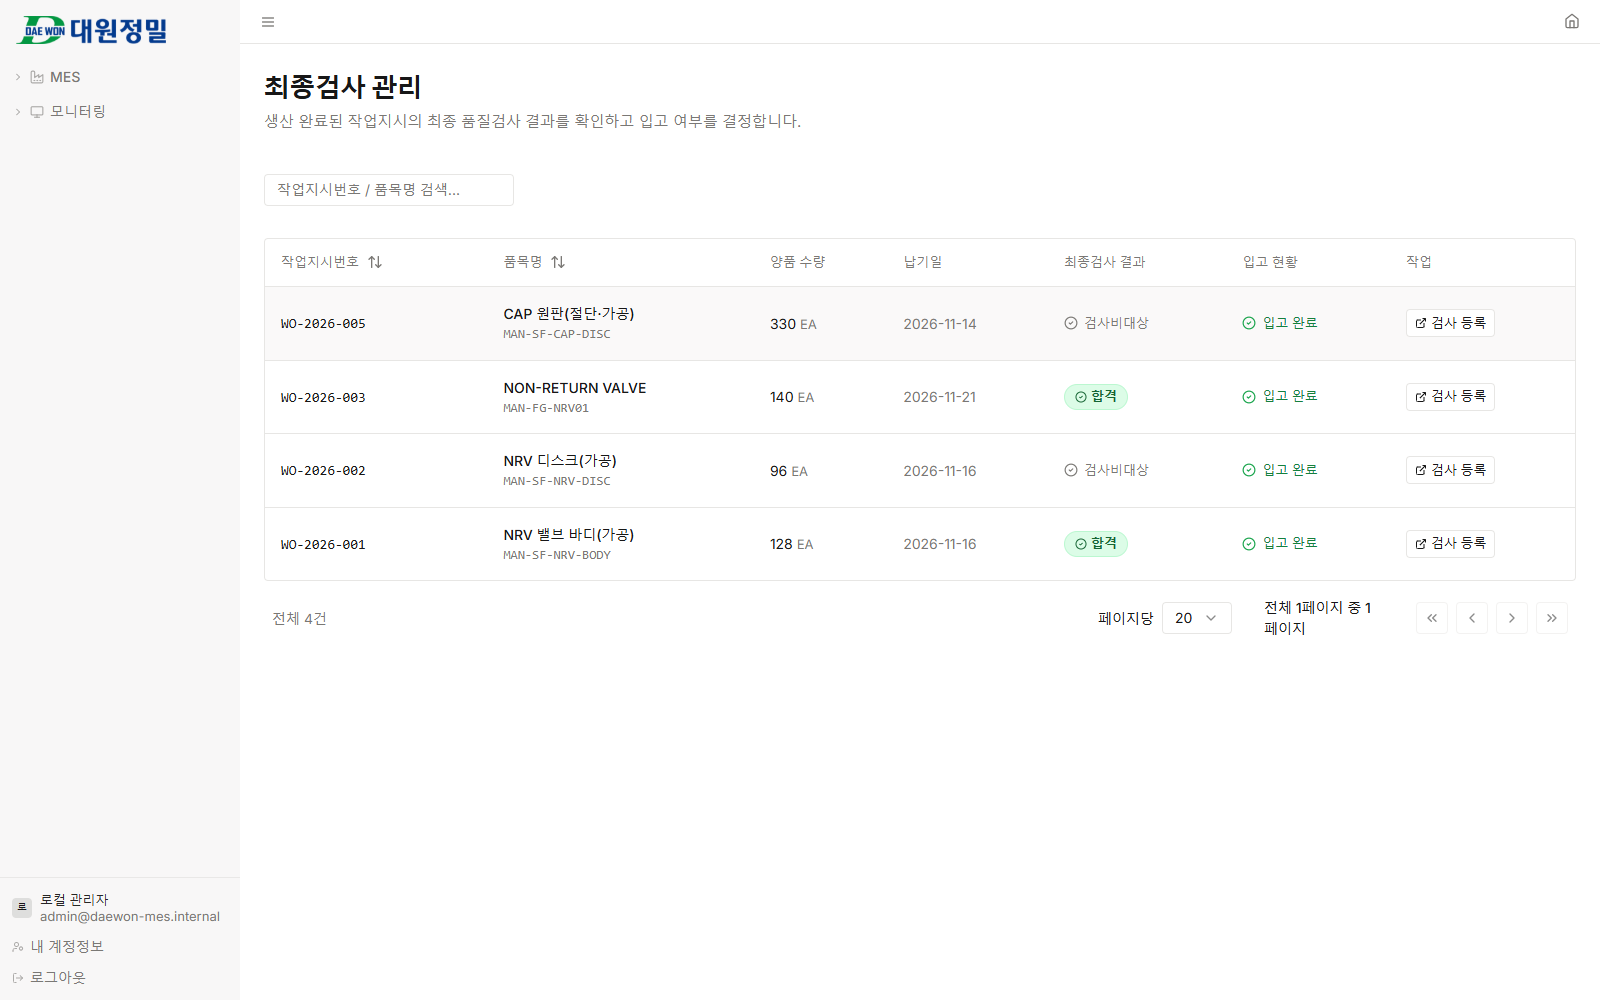 DAE WON 대원정밀
MES
모니터링
최종검사 관리
생산 완료된 작업지시의 최종 품질검사 결과를 확인하고 입고 여부를 결정합니다.
작업지시번호 / 품목명 검색...
작업지시번호 품목명 양품 수량 납기일 최종검사 결과 입고 현황 작업
WO-2026-005 CAP 원판(절단·가공) 330 EA 2026-11-14 검사비대상 입고 완료 검사 등록
MAN-SF-CAP-DISC
WO-2026-003 NON-RETURN VALVE 140 EA 2026-11-21 합격 입고 완료 검사 등록
MAN-FG-NRV01
WO-2026-002 NRV 디스크(가공) 96 EA 2026-11-16 검사비대상 입고 완료 검사 등록
MAN-SF-NRV-DISC
WO-2026-001 NRV 밸브 바디(가공) 128 EA 2026-11-16 합격 입고 완료 검사 등록
MAN-SF-NRV-BODY
전체 4건 페이지당 20 전체 1페이지 중 1
페이지
로 로컬 관리자
admin@daewon-mes.internal
내 계정정보
로그아웃